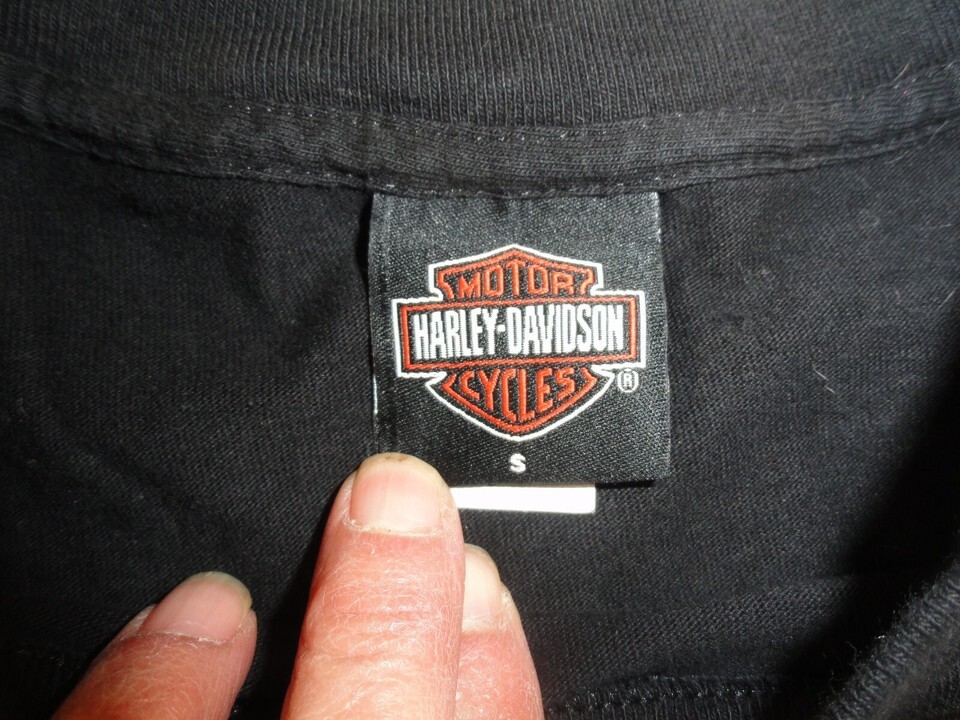 MOTOR
HARLEY-DAVIDSON
CYCLES
®
S